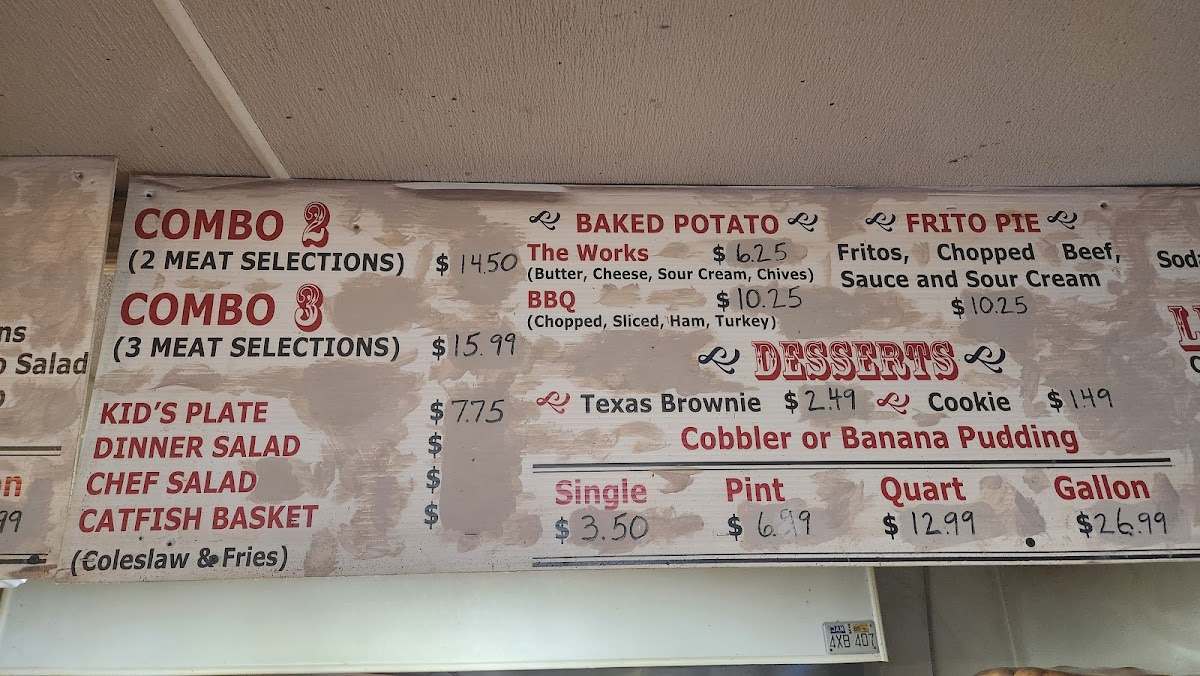 ns
Salad
99
COMBO 2
(2 MEAT SELECTIONS) $ 14.50
COMBO 3
(3 MEAT SELECTIONS) $ 15.99
KID'S PLATE $ 7.75
DINNER SALAD $
CHEF SALAD $
CATFISH BASKET $
(Coleslaw & Fries)
BAKED POTATO
The Works $ 6.25
(Butter, Cheese, Sour Cream, Chives)
BBQ $ 10.25
(Chopped, Sliced, Ham, Turkey)
FRITO PIE
Fritos, Chopped Beef,
Sauce and Sour Cream
$ 10.25
DESSERTS
Texas Brownie $ 2.49 Cookie $ 1.49
Cobbler or Banana Pudding
Single Pint Quart Gallon
$ 3.50 $ 6.99 $ 12.99 $ 26.99
Soda
4XB 407